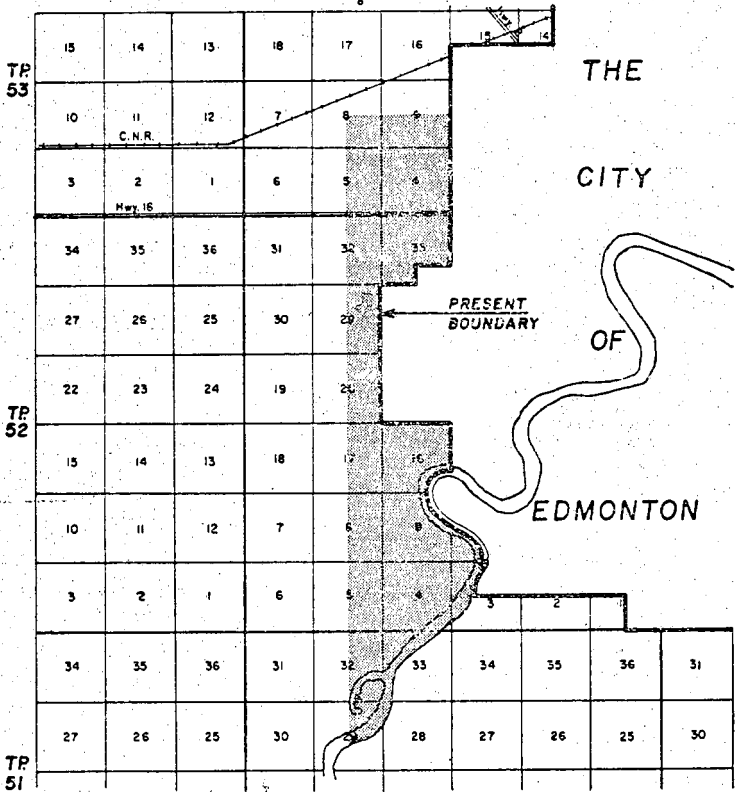 8
Hwy.
15 14 13 18 17 16 15 14
TP. 53
THE
10 11 12 7 8 9
C.N.R.
CITY
3 2 1 6 5 4
Hwy. 16
34 35 36 31 32 33
27 26 25 30 29
PRESENT
BOUNDARY
OF
22 23 24 19 20
TP. 52
15 14 13 18 17 16
10 11 12 7 8 9
EDMONTON
3 2 1 6 5 4 3 2
34 35 36 31 32 33 34 35 36 31
27 26 25 30 29 28 27 26 25 30
TP. 51